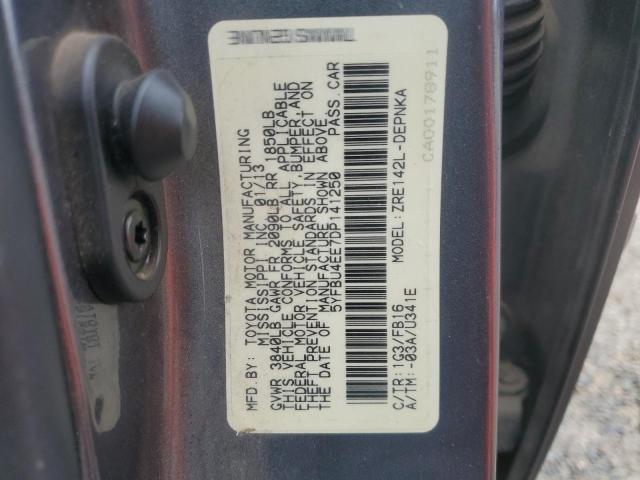 MFD.BY: TOYOTA MOTOR MANUFACTURING
MISSISSIPPI, INC. 01/13
GVWR 3840LB GAWR FR 2090LB RR 1850LB
THIS VEHICLE CONFORMS TO ALL APPLICABLE
FEDERAL MOTOR VEHICLE SAFETY, BUMPER, AND
THEFT PREVENTION STANDARDS IN EFFECT ON
THE DATE OF MANUFACTURE SHOWN ABOVE.
5YFBU4EE7DP141250 PASS.CAR
MODEL: ZRE142L-DEPNKA
C/TR: 1G3/FB16
A/TM: -03A/U341E
CA00178911